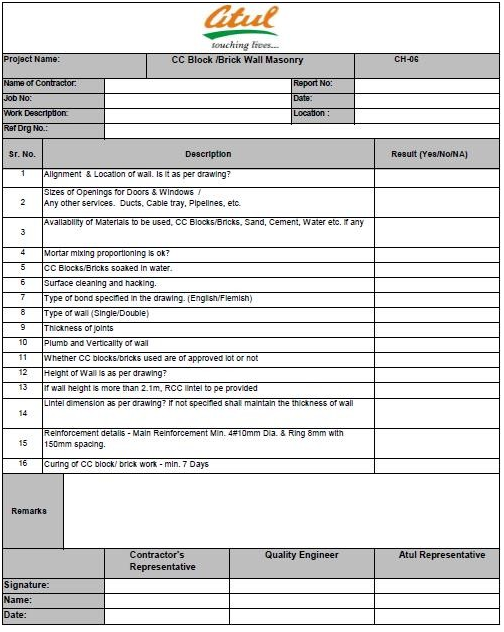 atul
touching lives...
Project Name: CC Block /Brick Wall Masonry CH-06
Name of Contractor: Report No:
Job No: Date:
Work Description: Location :
Ref Drg No.:
Sr. No. Description Result (Yes/No/NA)
1 Alignment & Location of wall. Is it as per drawing?
2 Sizes of Openings for Doors & Windows /
Any other services. Ducts, Cable tray, Pipelines, etc.
3 Availability of Materials to be used, CC Blocks/Bricks, Sand, Cement, Water etc. If any
4 Mortar mixing proportioning is ok?
5 CC Blocks/Bricks soaked in water.
6 Surface cleaning and hacking.
7 Type of bond specified in the drawing. (English/Flemish)
8 Type of wall (Single/Double)
9 Thickness of joints
10 Plumb and Verticality of wall
11 Whether CC blocks/bricks used are of approved lot or not
12 Height of Wall is as per drawing?
13 If wall height is more than 2.1m, RCC lintel to pe provided
14 Lintel dimension as per drawing? If not specified shall maintain the thickness of wall
15 Reinforcement details - Main Reinforcement Min. 4#10mm Dia. & Ring 8mm with
150mm spacing.
16 Curing of CC block/ brick work - min. 7 Days
Remarks
Contractor's Quality Engineer Atul Representative
Representative
Signature:
Name:
Date: